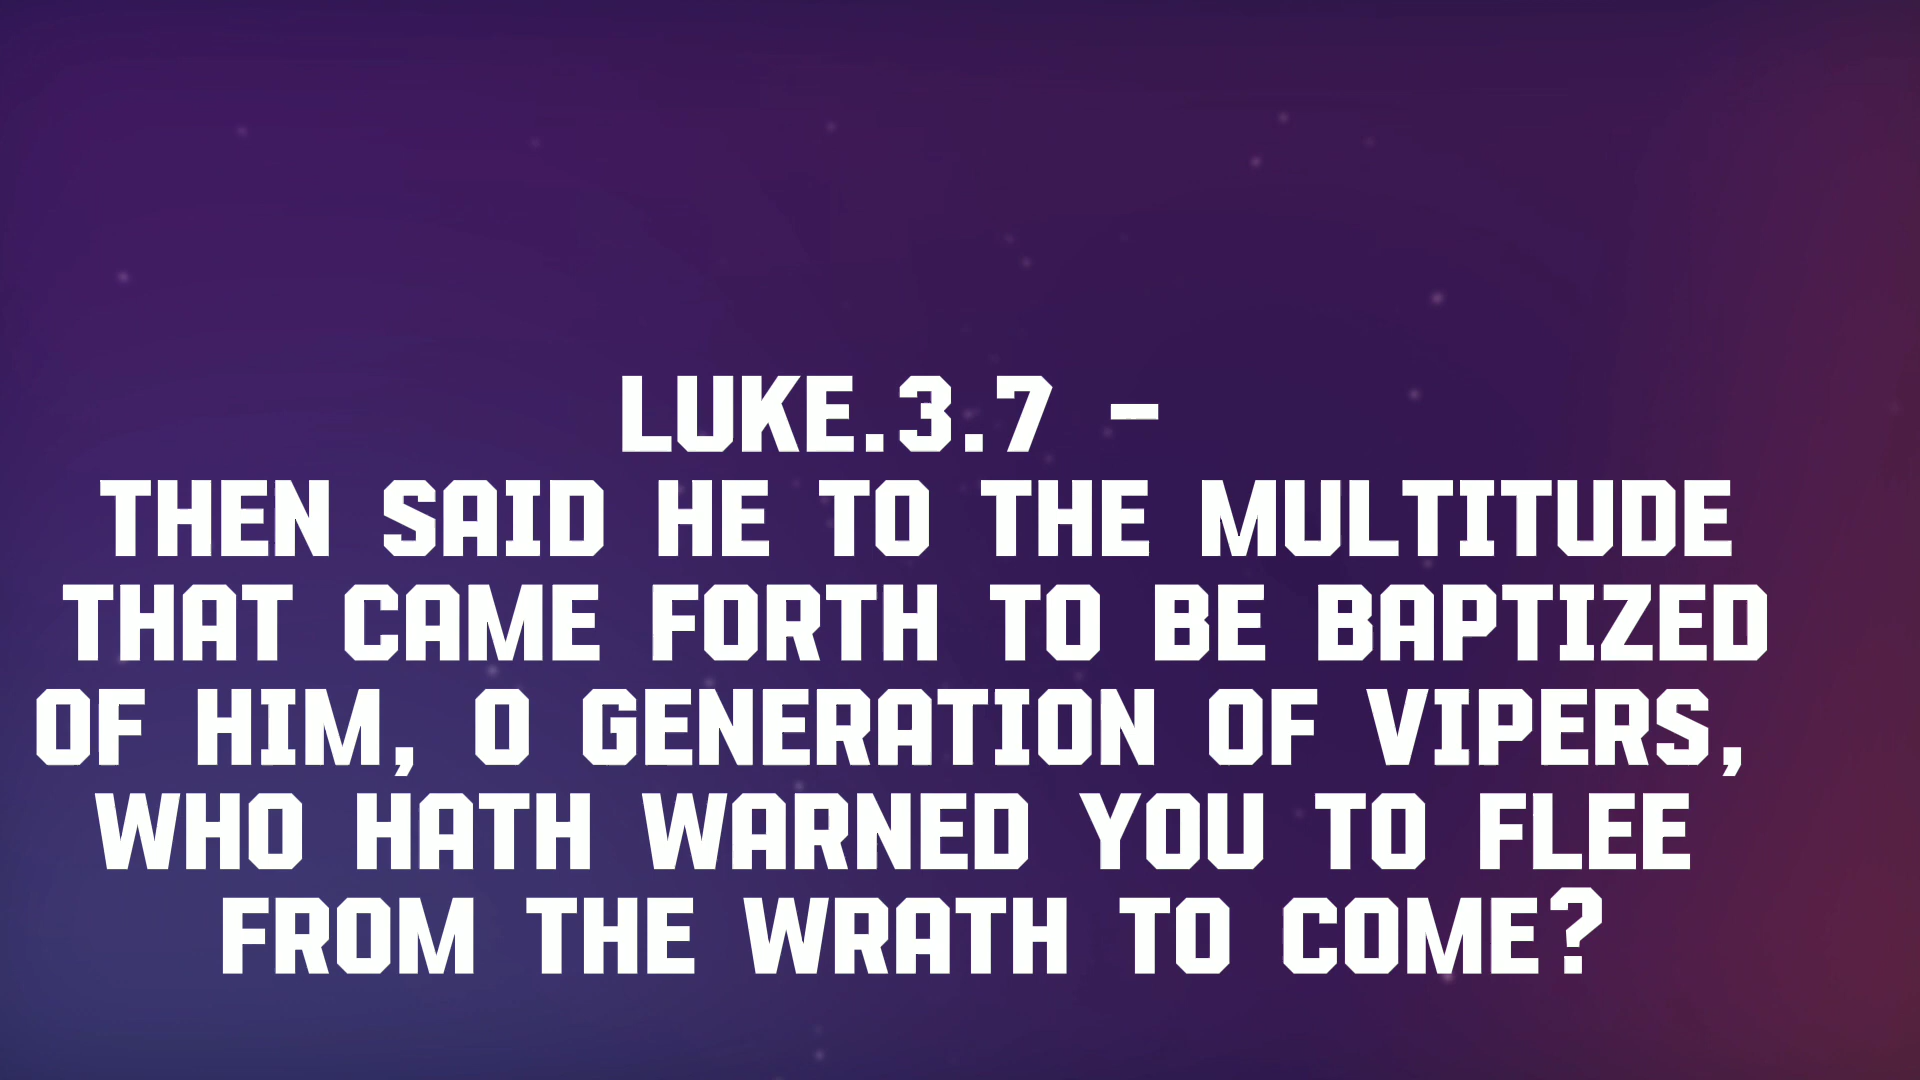 LUKE.3.7 –
THEN SAID HE TO THE MULTITUDE
THAT CAME FORTH TO BE BAPTIZED
OF HIM, O GENERATION OF VIPERS,
WHO HATH WARNED YOU TO FLEE
FROM THE WRATH TO COME?